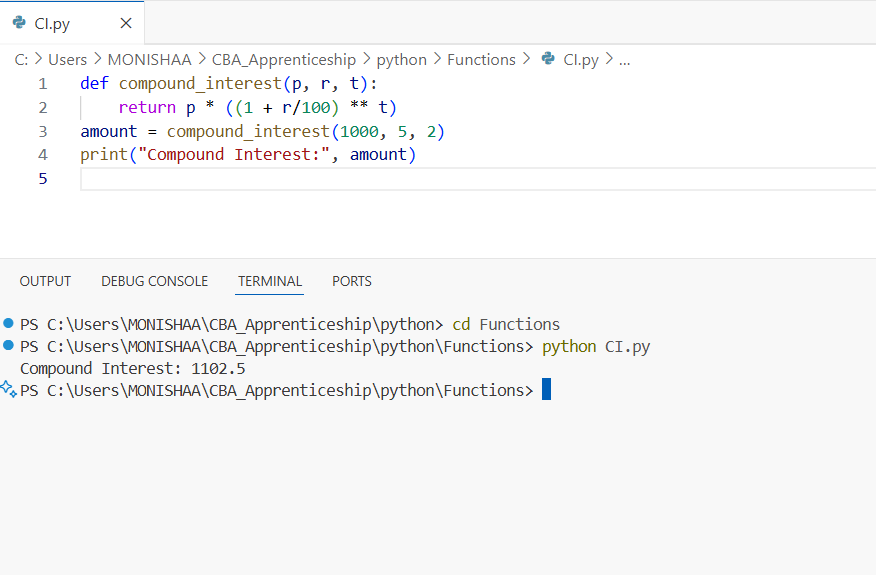 CI.py
C: > Users > MONISHAA > CBA_Apprenticeship > python > Functions > CI.py > ...
1 def compound_interest(p, r, t):
2     return p * ((1 + r/100) ** t)
3 amount = compound_interest(1000, 5, 2)
4 print("Compound Interest:", amount)
5
OUTPUT DEBUG CONSOLE TERMINAL PORTS
PS C:\Users\MONISHAA\CBA_Apprenticeship\python> cd Functions
PS C:\Users\MONISHAA\CBA_Apprenticeship\python\Functions> python CI.py
Compound Interest: 1102.5
PS C:\Users\MONISHAA\CBA_Apprenticeship\python\Functions>